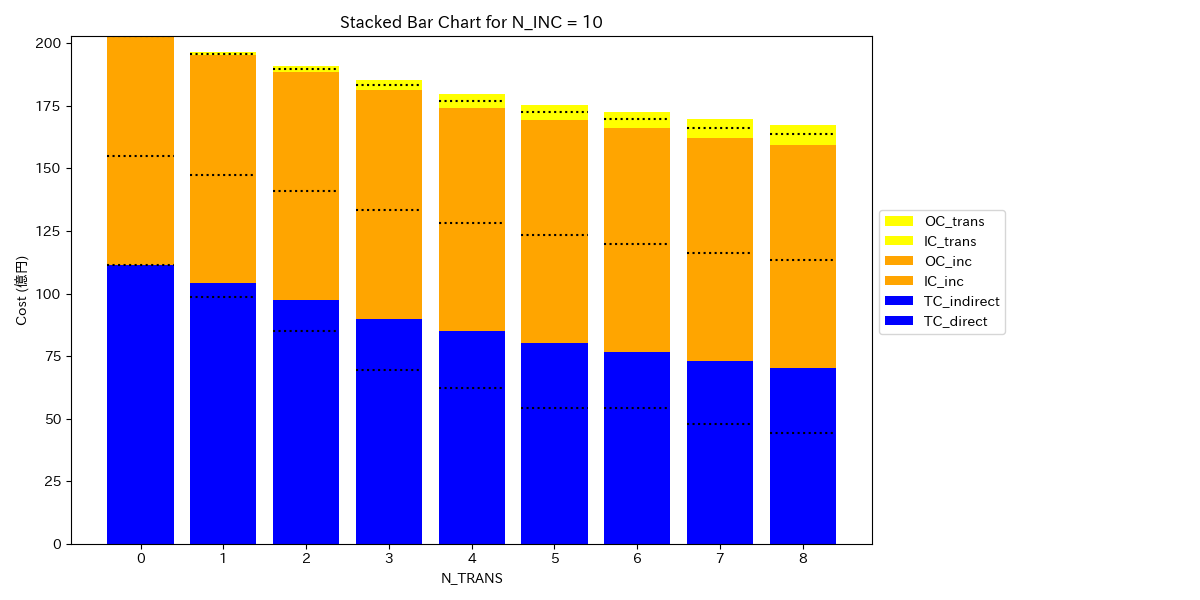 Stacked Bar Chart for N_INC = 10
200
175
150
125
100
75
50
25
0
Cost (億円)
0 1 2 3 4 5 6 7 8
N_TRANS
OC_trans
IC_trans
OC_inc
IC_inc
TC_indirect
TC_direct